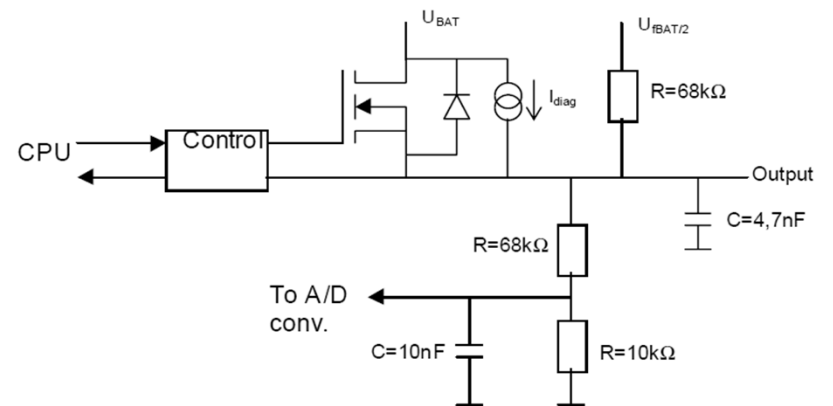 U_BAT
U_fBAT/2
R=68kΩ
I_diag
CPU
Control
Output
C=4,7nF
R=68kΩ
To A/D
conv.
C=10nF
R=10kΩ